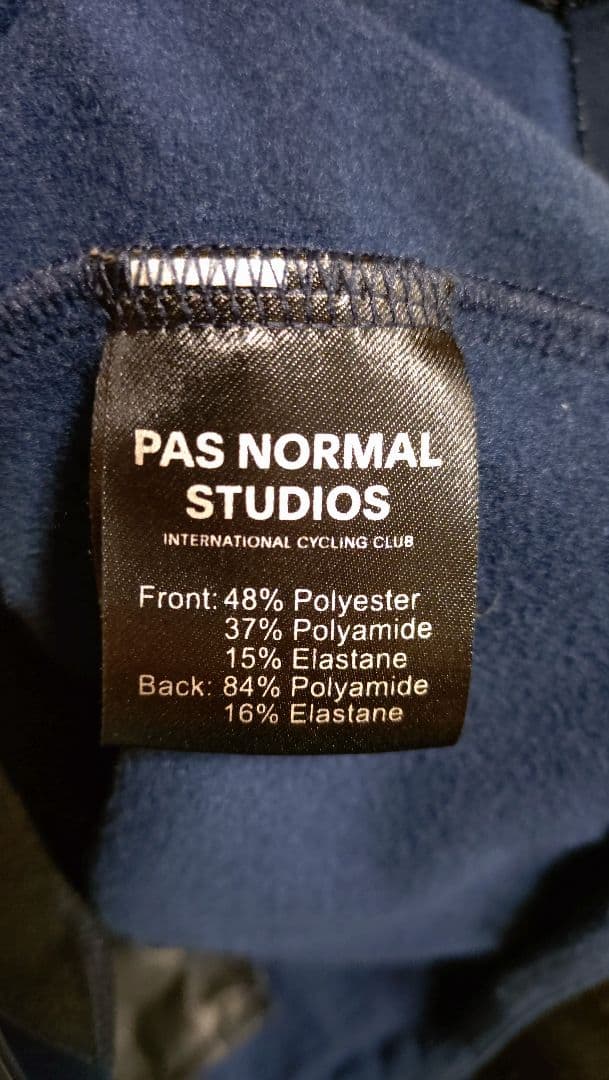 PAS NORMAL
STUDIOS
INTERNATIONAL CYCLING CLUB
Front: 48% Polyester
37% Polyamide
15% Elastane
Back: 84% Polyamide
16% Elastane